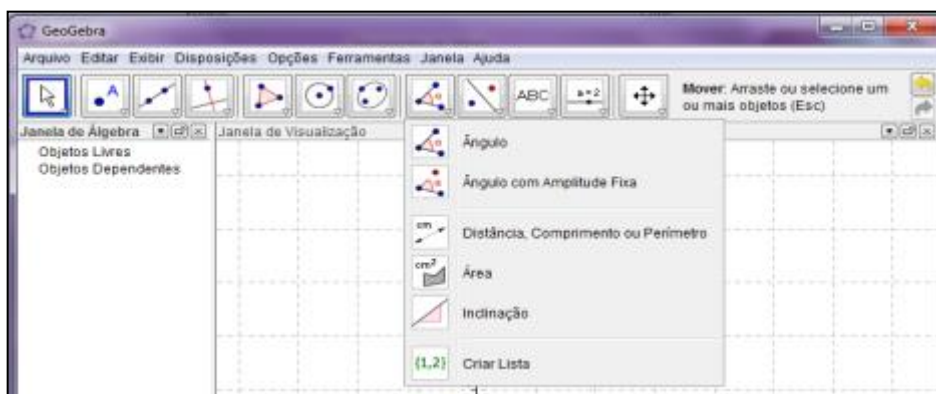 GeoGebra
Arquivo Editar Exibir Disposições Opções Ferramentas Janela Ajuda
A
ABC
a=2
Mover: Arraste ou selecione um
ou mais objetos (Esc)
Janela de Álgebra
Janela de Visualização
Objetos Livres
Objetos Dependentes
Ângulo
Ângulo com Amplitude Fixa
cm
Distância, Comprimento ou Perímetro
cm²
Área
Inclinação
{1,2}
Criar Lista